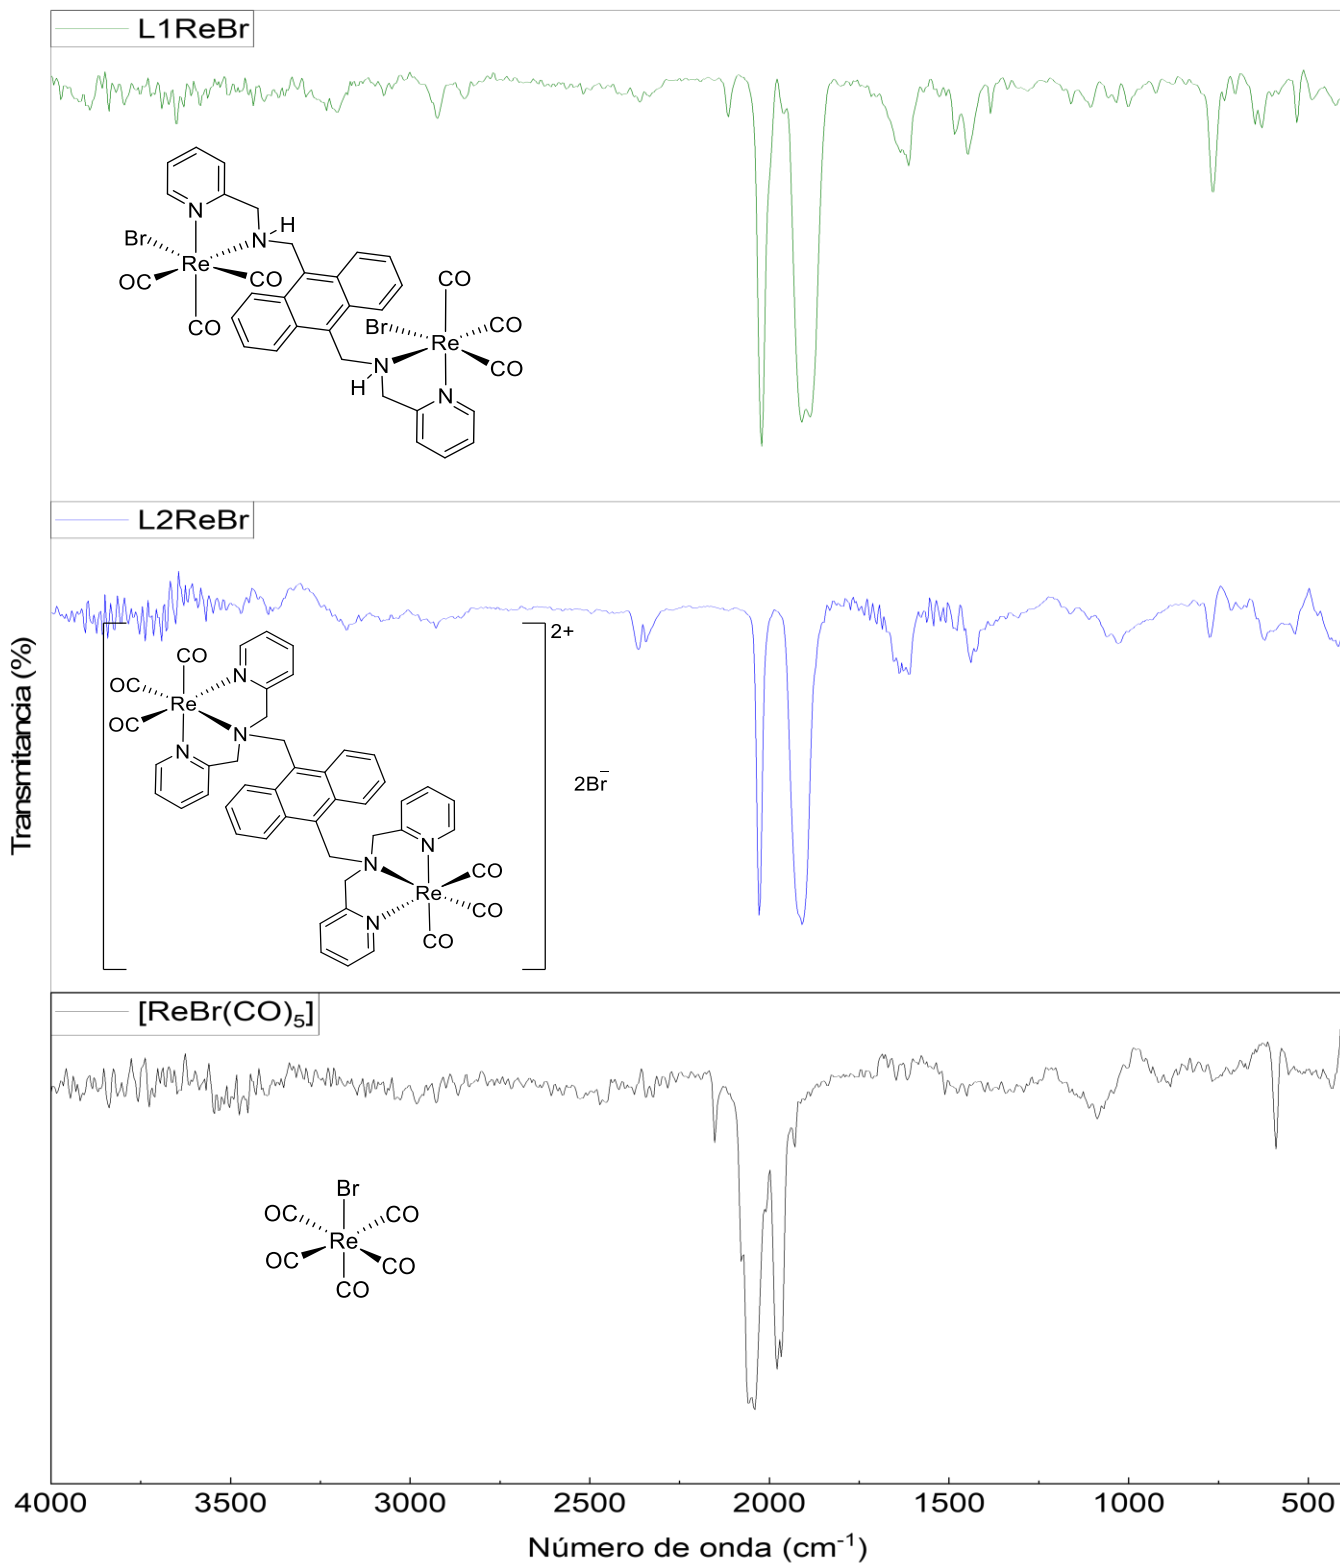 L1ReBr
N
N
H
Br
Re
OC
CO
CO
CO
Br
CO
CO
Re
CO
N
H
N
L2ReBr
2+
CO
N
OC
Re
OC
N
N
2Br⁻
N
N
CO
Re
CO
N
CO
[ReBr(CO)₅]
Br
OC
CO
Re
OC
CO
CO
Transmitancia (%)
4000 3500 3000 2500 2000 1500 1000 500
Número de onda (cm⁻¹)